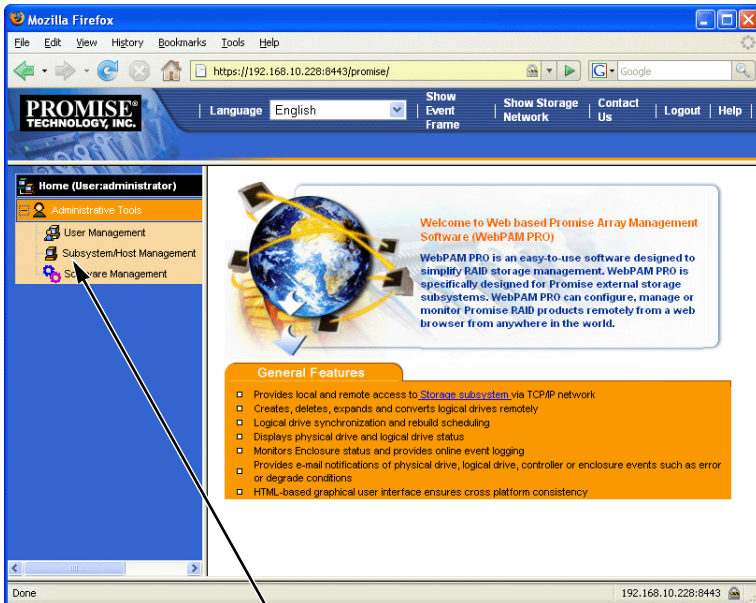 Mozilla Firefox
File Edit View History Bookmarks Tools Help
https://192.168.10.228:8443/promise/
G Google
PROMISE®
TECHNOLOGY, INC.
| Language English | Show Event Frame | Show Storage Network | Contact Us | Logout | Help |
Home (User:administrator)
Administrative Tools
User Management
Subsystem/Host Management
Software Management
Welcome to Web based Promise Array Management
Software (WebPAM PRO)
WebPAM PRO is an easy-to-use software designed to
simplify RAID storage management. WebPAM PRO is
specifically designed for Promise external storage
subsystems. WebPAM PRO can configure, manage or
monitor Promise RAID products remotely from a web
browser from anywhere in the world.
General Features
Provides local and remote access to Storage subsystem via TCP/IP network
Creates, deletes, expands and converts logical drives remotely
Logical drive synchronization and rebuild scheduling
Displays physical drive and logical drive status
Monitors Enclosure status and provides online event logging
Provides e-mail notifications of physical drive, logical drive, controller or enclosure events such as error
or degrade conditions
HTML-based graphical user interface ensures cross platform consistency
Done
192.168.10.228:8443